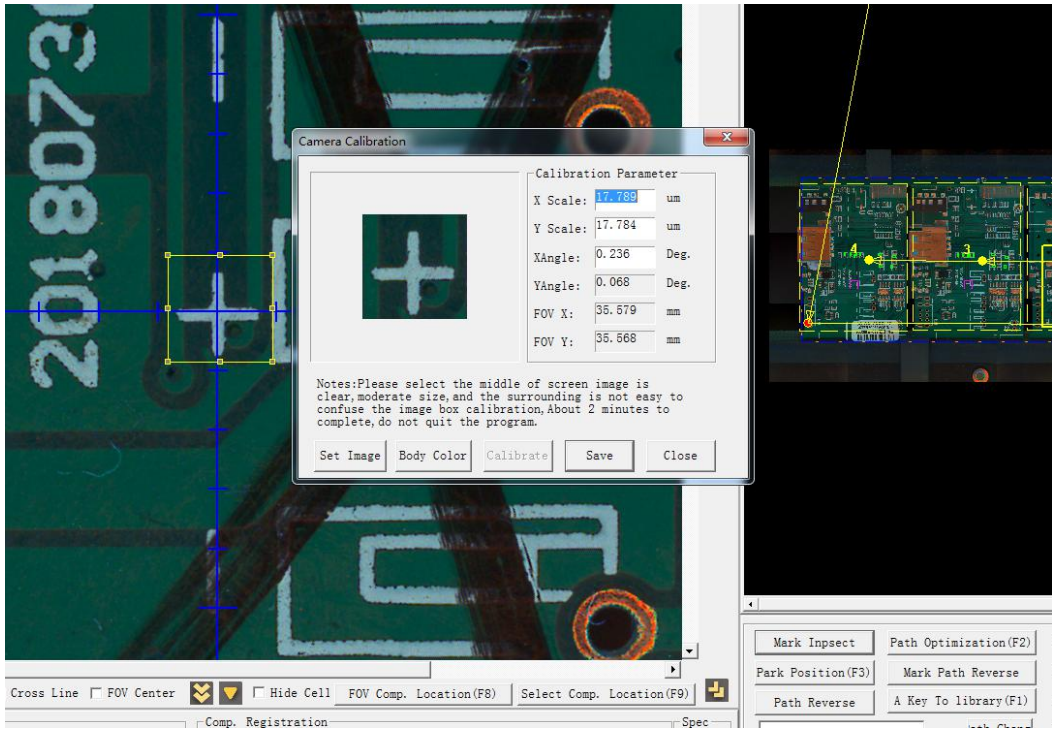 2018073
Camera Calibration
Calibration Parameter
X Scale: 17.789 um
Y Scale: 17.784 um
XAngle: 0.236 Deg.
YAngle: 0.068 Deg.
FOV X: 35.579 mm
FOV Y: 35.568 mm
Notes:Please select the middle of screen image is
clear,moderate size,and the surrounding is not easy to
confuse the image box calibration,About 2 minutes to
complete,do not quit the program.
Set Image Body Color Calibrate Save Close
4 3
Mark Inpsect Path Optimization(F2)
Park Position(F3) Mark Path Reverse
Path Reverse A Key To library(F1)
Cross Line FOV Center Hide Cell FOV Comp. Location(F8) Select Comp. Location(F9)
Comp. Registration Spec